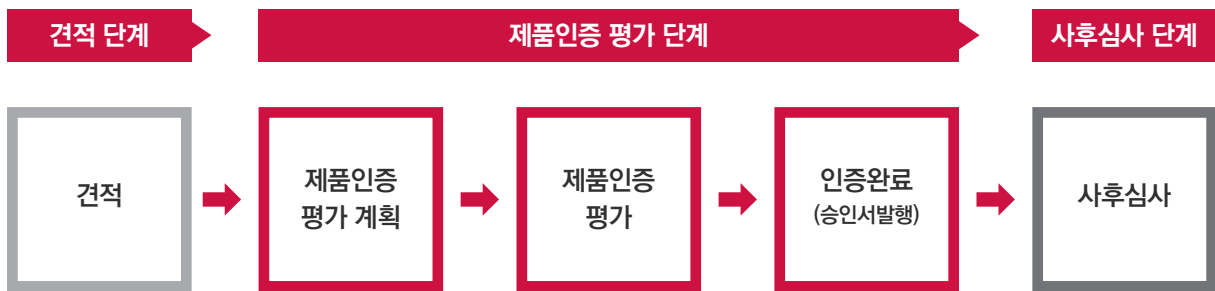 견적 단계
제품인증 평가 단계
사후심사 단계
견적
제품인증
평가 계획
제품인증
평가
인증완료
(승인서발행)
사후심사